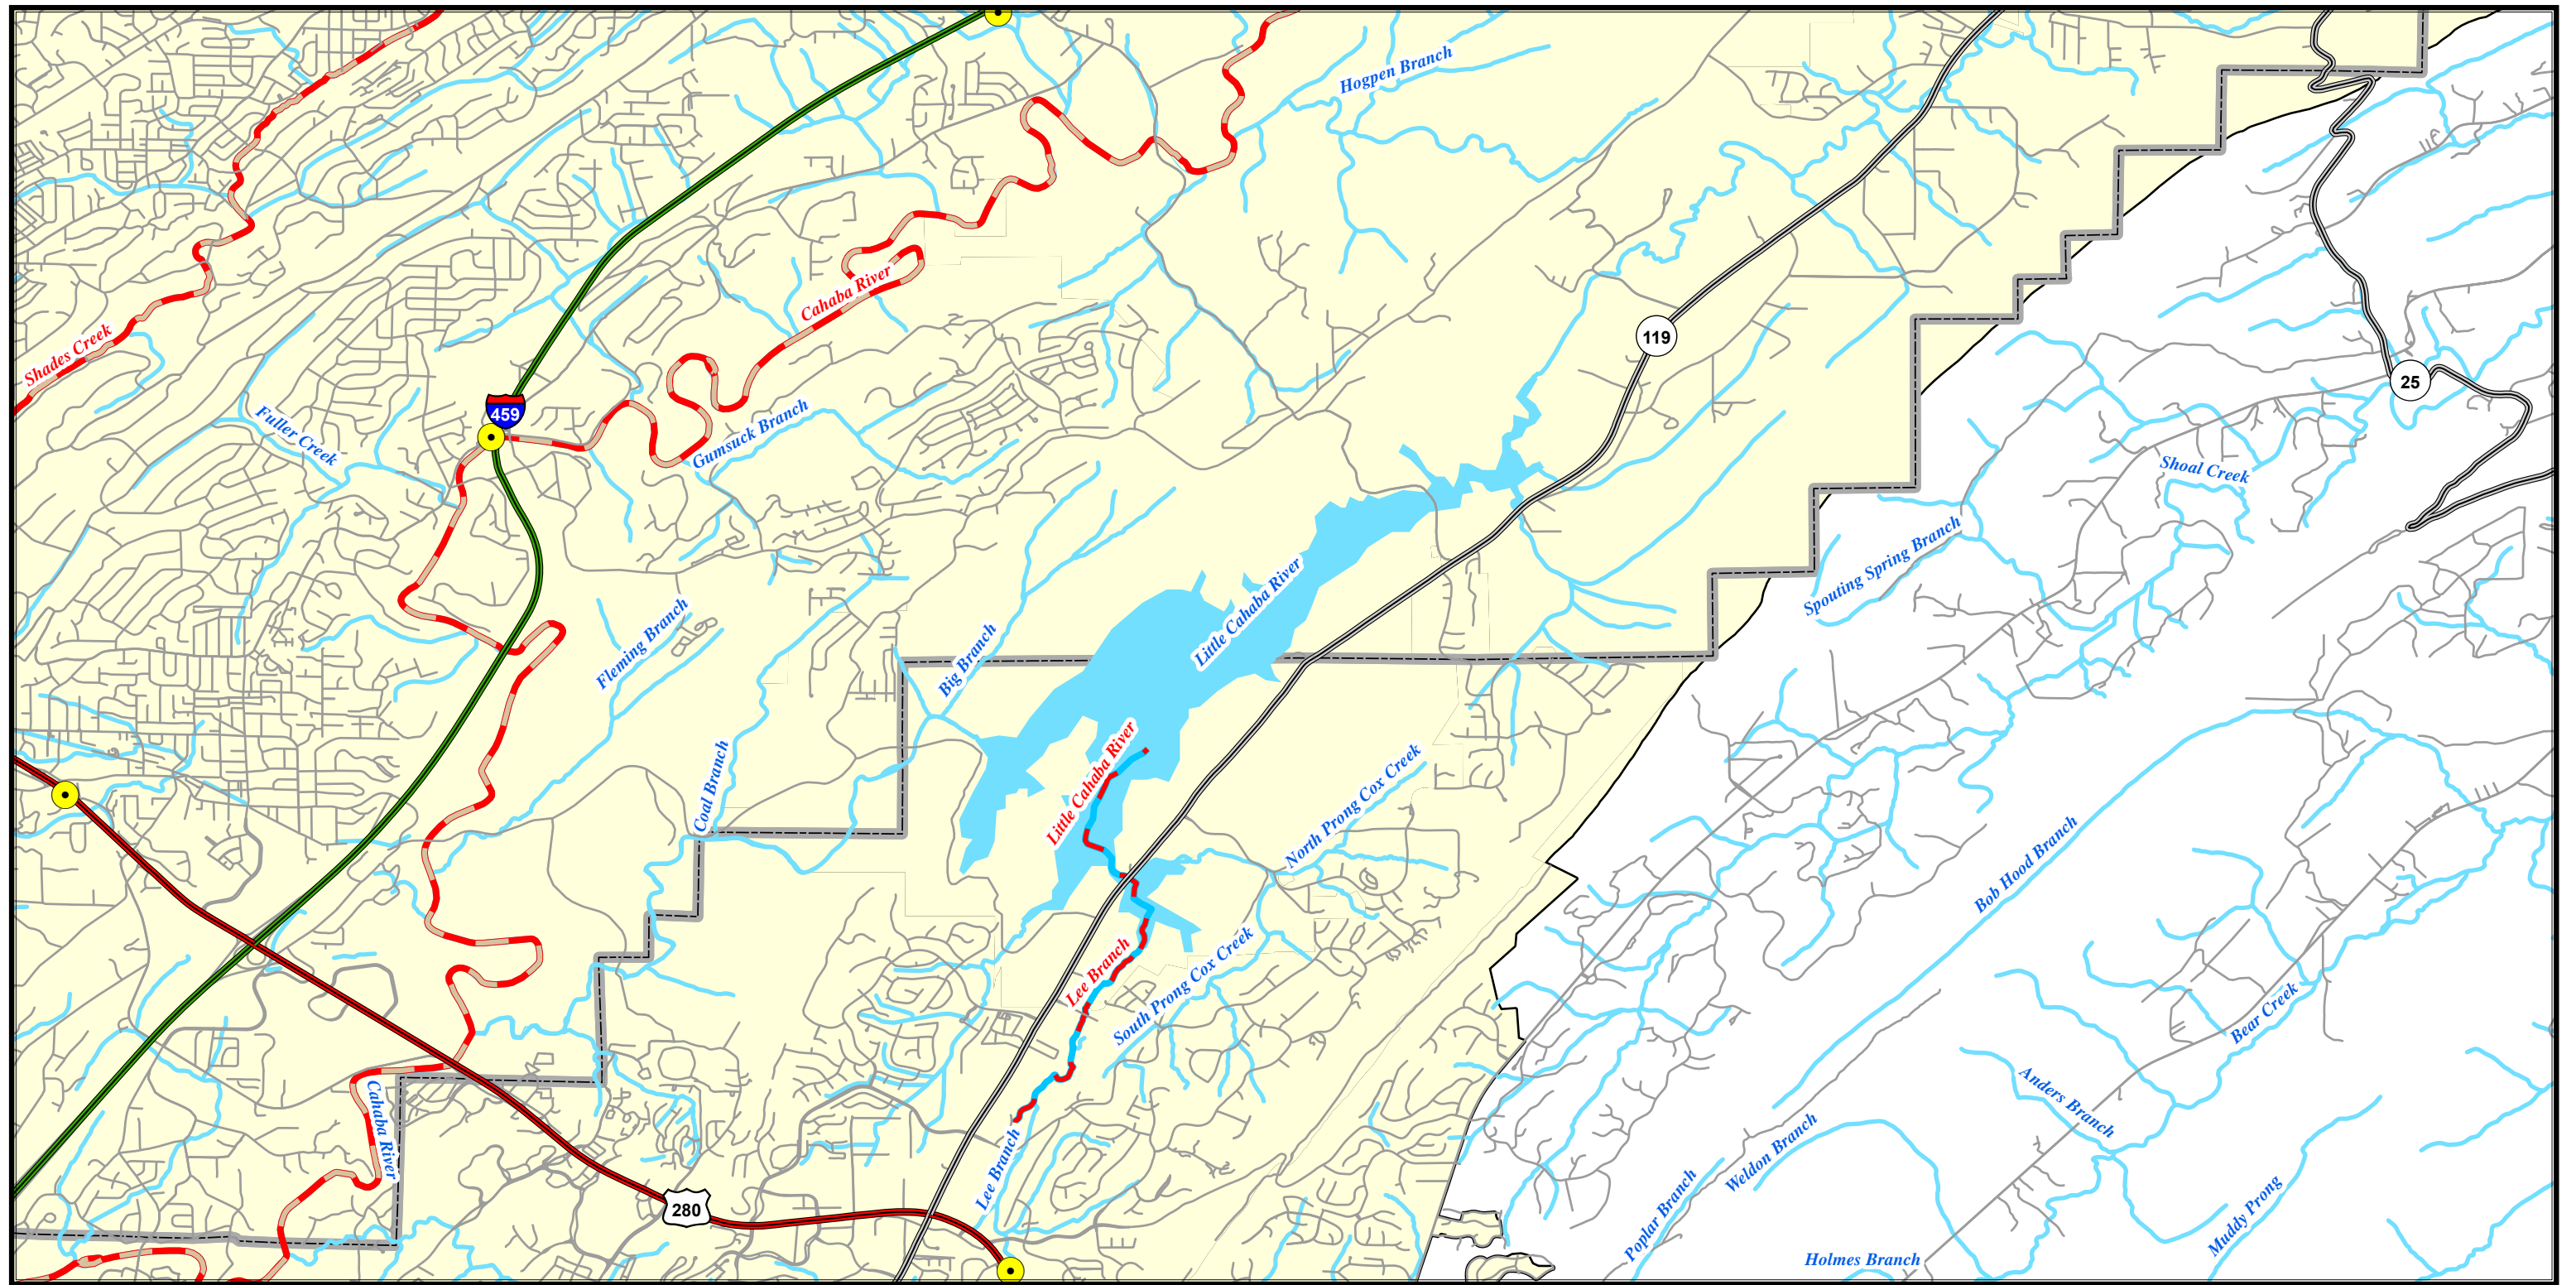 Hogpen Branch
Cahaba River
119
Shades Creek
25
459
Fuller Creek
Gumsuck Branch
Shoal Creek
Spouting Spring Branch
Little Cahaba River
Fleming Branch
Big Branch
Coal Branch
Little Cahaba River
North Prong Cox Creek
Bob Hood Branch
Lee Branch
South Prong Cox Creek
Bear Creek
Anders Branch
Cahaba River
Lee Branch
Weldon Branch
280
Poplar Branch
Muddy Prong
Holmes Branch